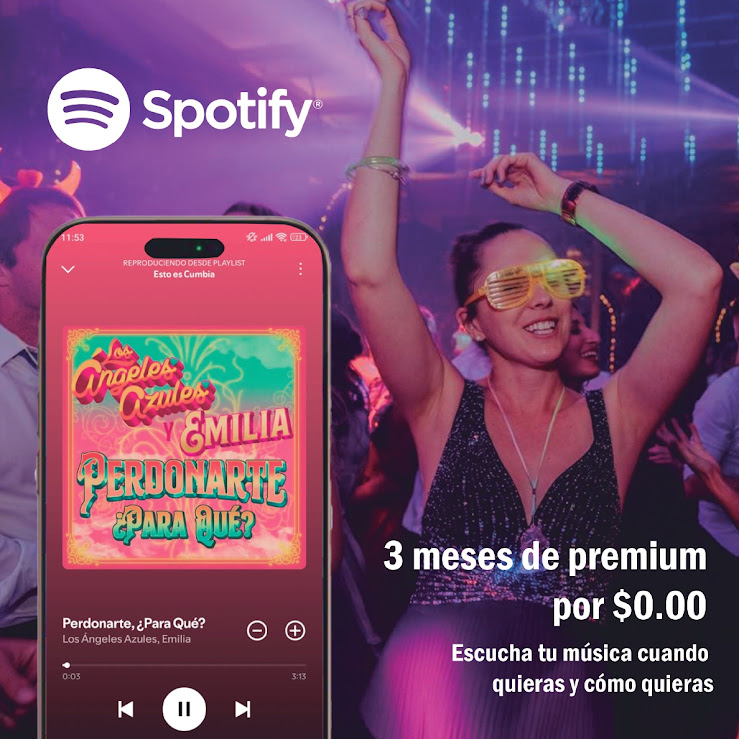 Spotify®
11:53
REPRODUCIENDO DESDE PLAYLIST
Esto es Cumbia
Los
Ángeles
Azules
Y EMILIA
PERDONARTE
¿PARA QUÉ?
Perdonarte, ¿Para Qué?
Los Ángeles Azules, Emilia
0:03
3:13
3 meses de premium
por $0.00
Escucha tu música cuando
quieras y cómo quieras